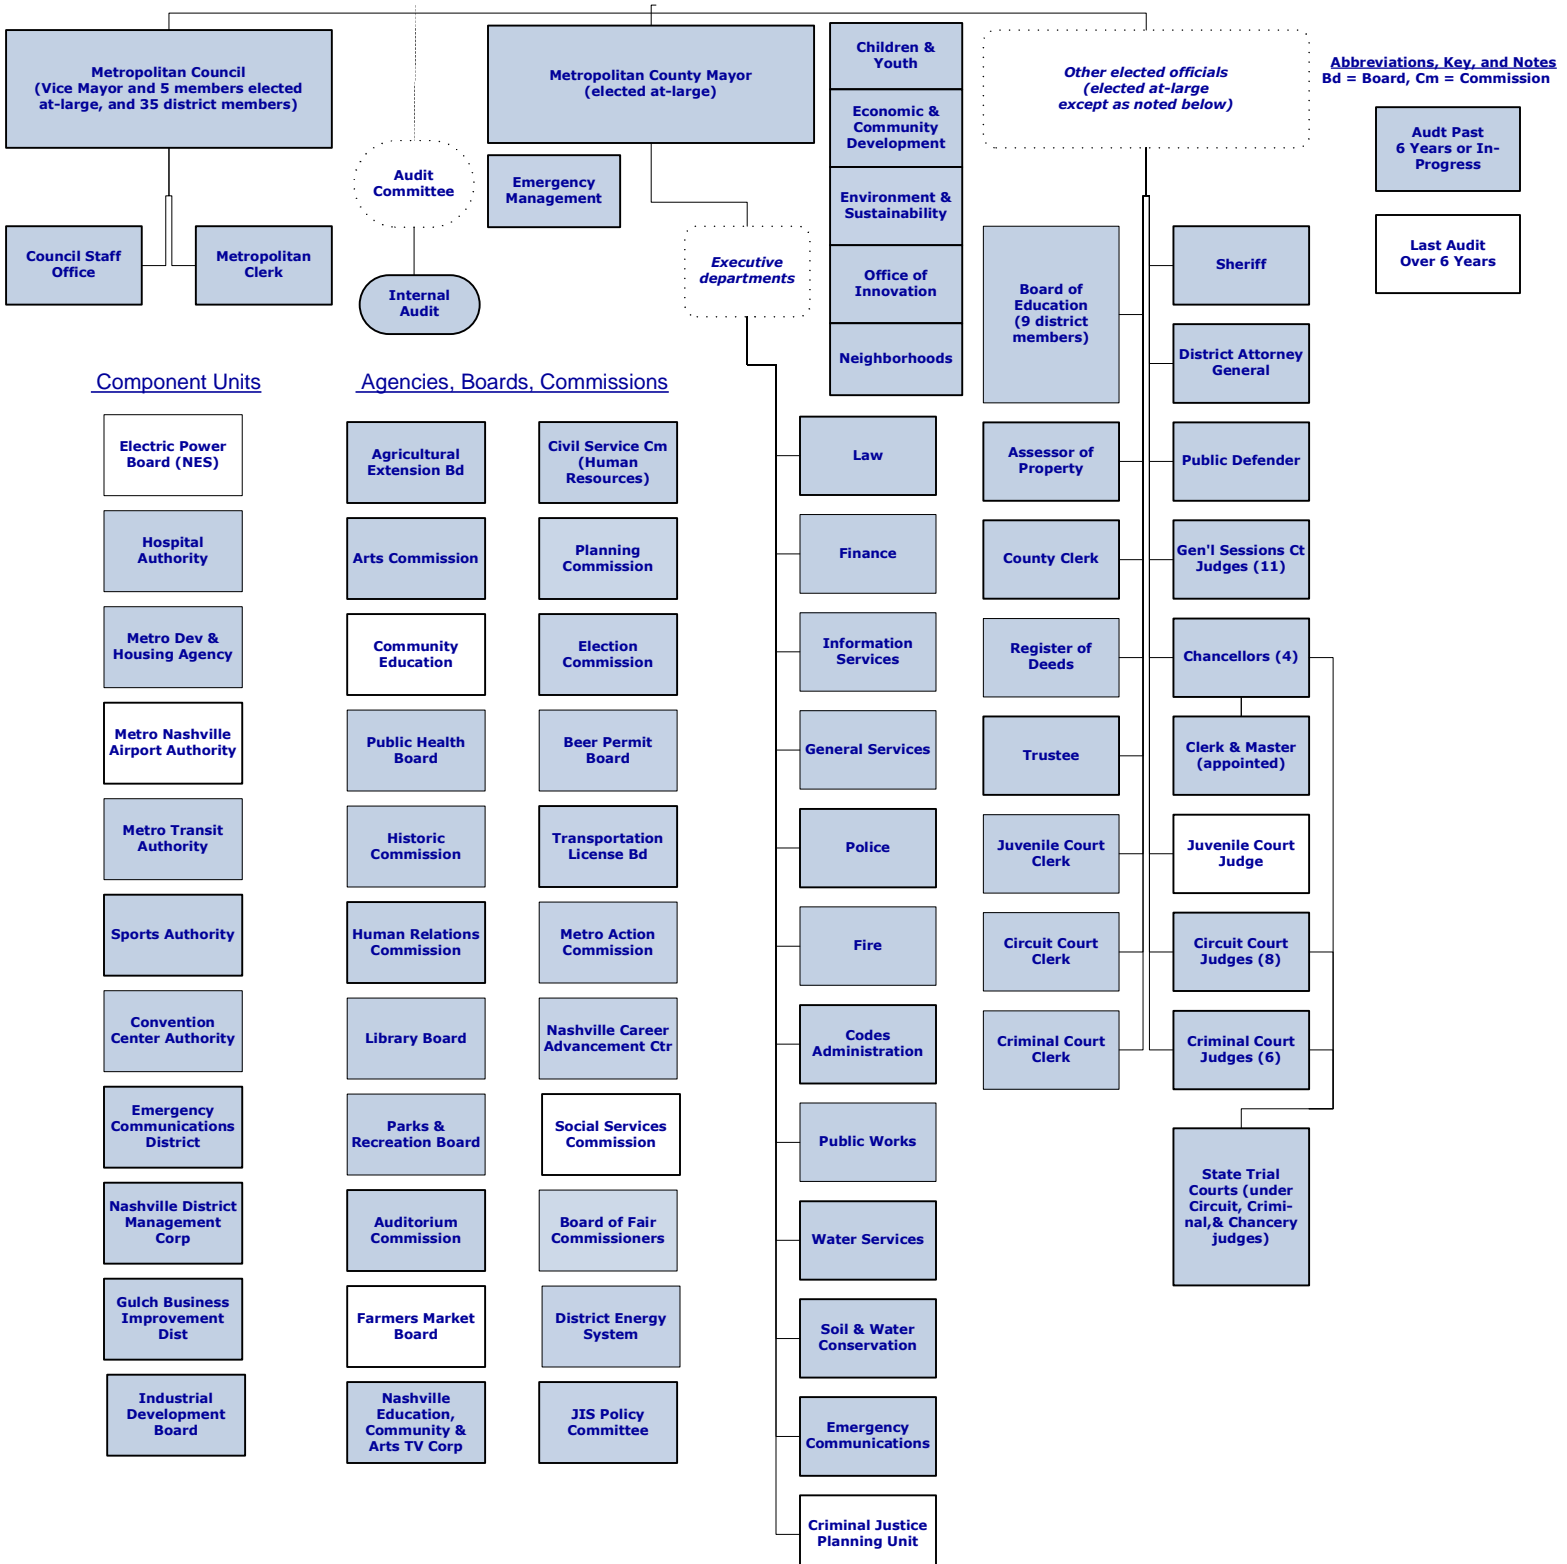 Metropolitan Council
(Vice Mayor and 5 members elected
at-large, and 35 district members)
Council Staff
Office
Metropolitan
Clerk
Audit
Committee
Internal
Audit
Metropolitan County Mayor
(elected at-large)
Emergency
Management
Executive
departments
Children &
Youth
Economic &
Community
Development
Environment &
Sustainability
Office of
Innovation
Neighborhoods
Other elected officials
(elected at-large
except as noted below)
Abbreviations, Key, and Notes
Bd = Board, Cm = Commission
Audt Past
6 Years or In-
Progress
Last Audit
Over 6 Years
Component Units
Electric Power
Board (NES)
Hospital
Authority
Metro Dev &
Housing Agency
Metro Nashville
Airport Authority
Metro Transit
Authority
Sports Authority
Convention
Center Authority
Emergency
Communications
District
Nashville District
Management
Corp
Gulch Business
Improvement
Dist
Industrial
Development
Board
Agencies, Boards, Commissions
Agricultural
Extension Bd
Arts Commission
Community
Education
Public Health
Board
Historic
Commission
Human Relations
Commission
Library Board
Parks &
Recreation Board
Auditorium
Commission
Farmers Market
Board
Nashville
Education,
Community &
Arts TV Corp
Civil Service Cm
(Human
Resources)
Planning
Commission
Election
Commission
Beer Permit
Board
Transportation
License Bd
Metro Action
Commission
Nashville Career
Advancement Ctr
Social Services
Commission
Board of Fair
Commissioners
District Energy
System
JIS Policy
Committee
Law
Finance
Information
Services
General Services
Police
Fire
Codes
Administration
Public Works
Water Services
Soil & Water
Conservation
Emergency
Communications
Criminal Justice
Planning Unit
Board of
Education
(9 district
members)
Assessor of
Property
County Clerk
Register of
Deeds
Trustee
Juvenile Court
Clerk
Circuit Court
Clerk
Criminal Court
Clerk
Sheriff
District Attorney
General
Public Defender
Gen'l Sessions Ct
Judges (11)
Chancellors (4)
Clerk & Master
(appointed)
Juvenile Court
Judge
Circuit Court
Judges (8)
Criminal Court
Judges (6)
State Trial
Courts (under
Circuit, Crimi-
nal,& Chancery
judges)